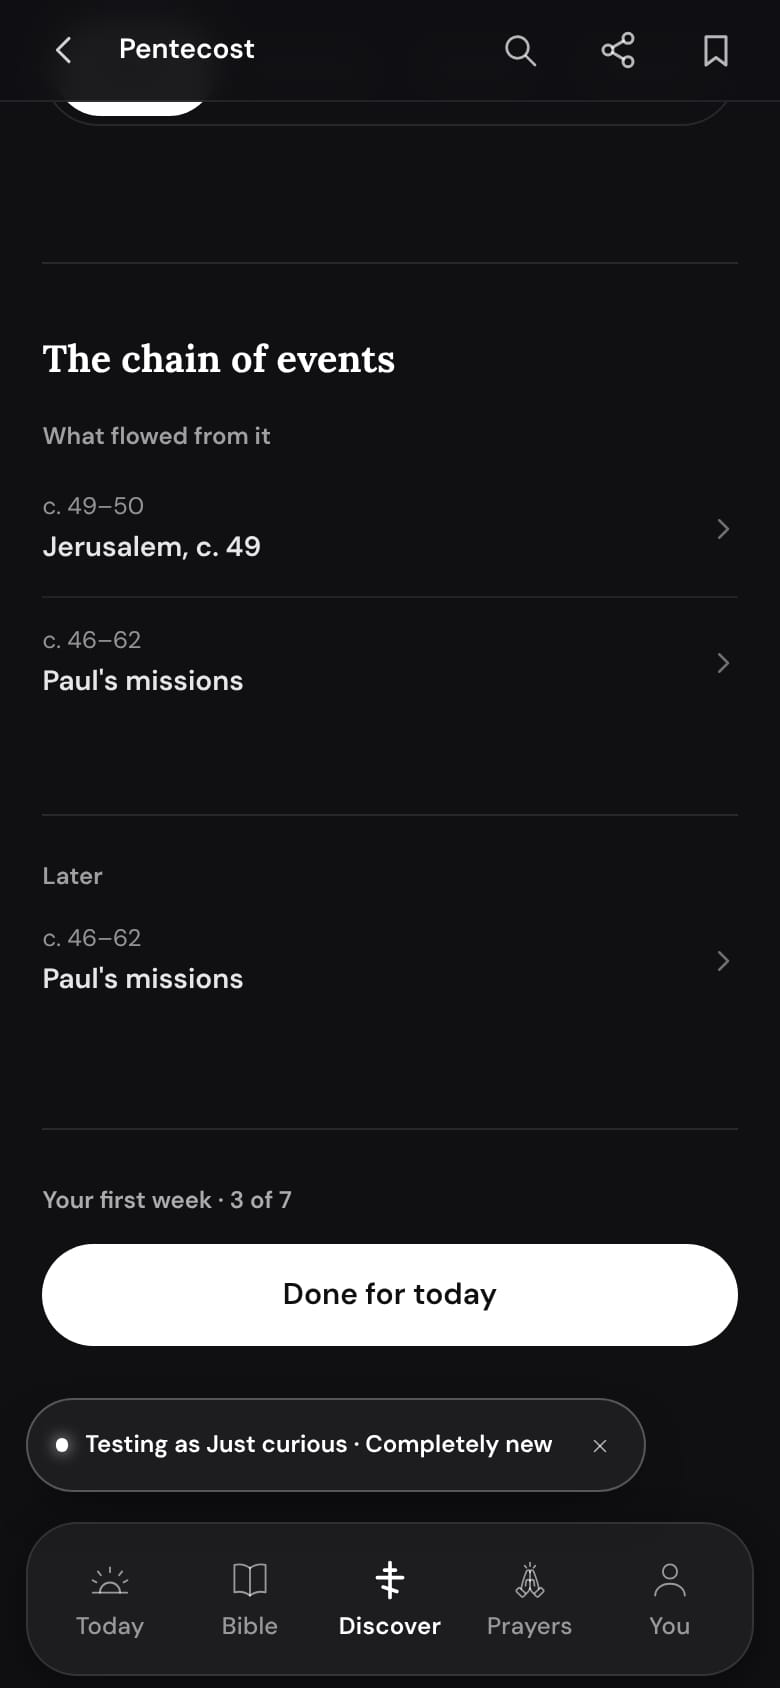 Pentecost
The chain of events
What flowed from it
c. 49–50
Jerusalem, c. 49
c. 46–62
Paul's missions
Later
c. 46–62
Paul's missions
Your first week · 3 of 7
Done for today
Testing as Just curious · Completely new
Today
Bible
Discover
Prayers
You